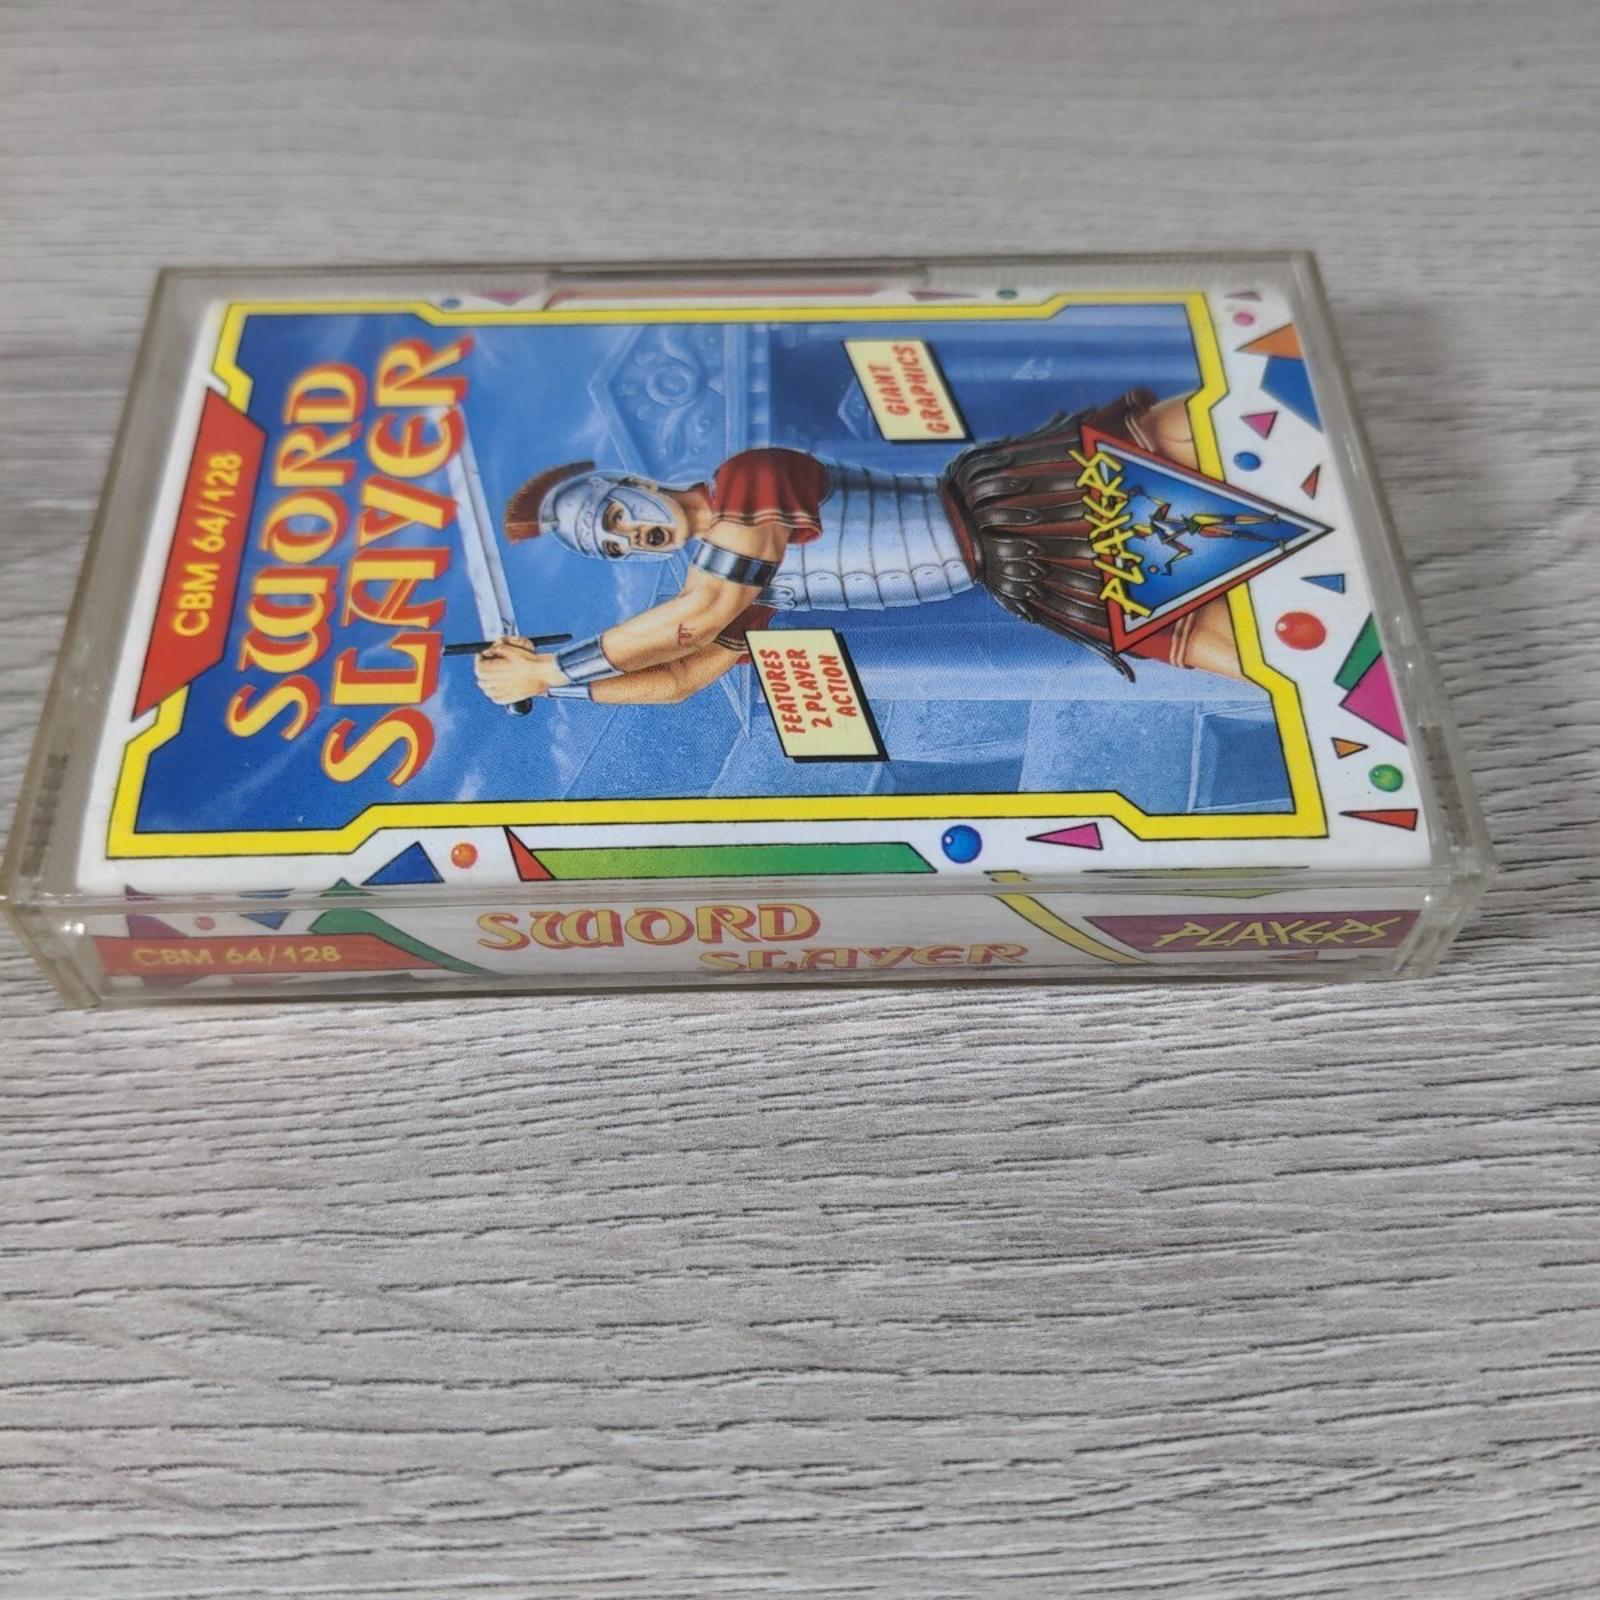 CBM 64/128
SWORD
SLAYER
GIANT
GRAPHICS
FEATURES
2 PLAYER
ACTION
PLAYERS
CBM 64/128
SWORD
SLAYER
PLAYERS